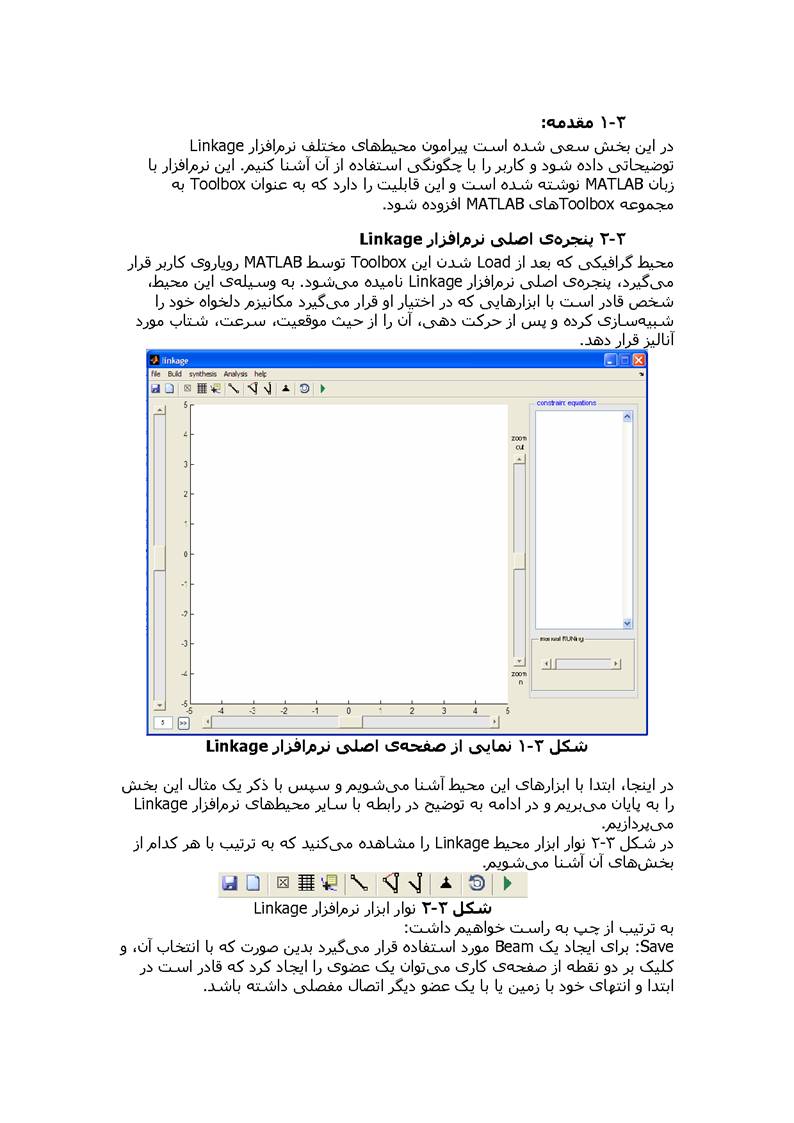 ۱-۳ مقدمه:
در این بخش سعی شده است پیرامون محیط‌های مختلف نرم‌افزار Linkage
توضیحاتی داده شود و کاربر را با چگونگی استفاده از آن آشنا کنیم. این نرم‌افزار با
زبان MATLAB نوشته شده است و این قابلیت را دارد که به عنوان Toolbox به
مجموعه Toolboxهای MATLAB افزوده شود.
۲-۳ پنجره‌ی اصلی نرم‌افزار Linkage
محیط گرافیکی که بعد از Load شدن این Toolbox توسط MATLAB رویاروی کاربر قرار
می‌گیرد، پنجره‌ی اصلی نرم‌افزار Linkage نامیده می‌شود. به وسیله‌ی این محیط،
شخص قادر است با ابزارهایی که در اختیار او قرار می‌گیرد مکانیزم دلخواه خود را
شبیه‌سازی کرده و پس از حرکت دهی، آن را از حیث موقعیت، سرعت، شتاب مورد
آنالیز قرار دهد.
linkage
File Build synthesis Analysis help
constrain: equations
zoom
out
5
4
3
2
1
0
-1
-2
-3
-4
-5
manual RUNing
zoom
n
-5 -4 -3 -2 -1 0 1 2 3 4 5
5 >>
شکل ۳-۱ نمایی از صفحه‌ی اصلی نرم‌افزار Linkage
در اینجا، ابتدا با ابزارهای این محیط آشنا می‌شویم و سپس با ذکر یک مثال این بخش
را به پایان می‌بریم و در ادامه به توضیح در رابطه با سایر محیط‌های نرم‌افزار Linkage
می‌پردازیم.
در شکل ۳-۲ نوار ابزار محیط Linkage را مشاهده می‌کنید که به ترتیب با هر کدام از
بخش‌های آن آشنا می‌شویم.
شکل ۳-۲ نوار ابزار نرم‌افزار Linkage
به ترتیب از چپ به راست خواهیم داشت:
Save: برای ایجاد یک Beam مورد استفاده قرار می‌گیرد بدین صورت که با انتخاب آن، و
کلیک بر دو نقطه از صفحه‌ی کاری می‌توان یک عضوی را ایجاد کرد که قادر است در
ابتدا و انتهای خود با زمین یا با یک عضو دیگر اتصال مفصلی داشته باشد.